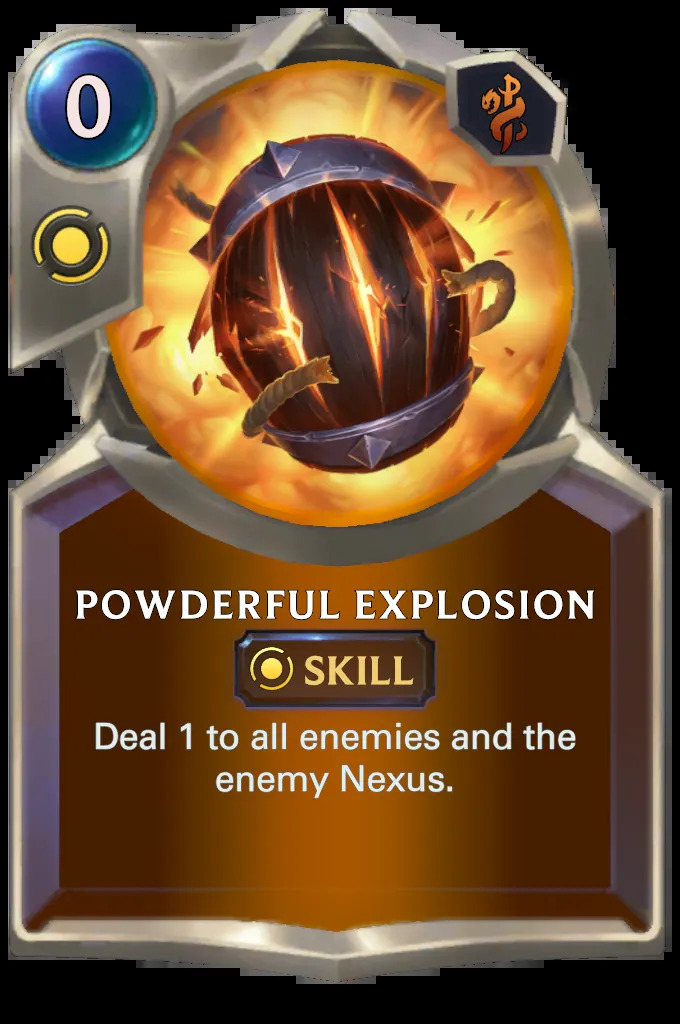 0
POWDERFUL EXPLOSION
SKILL
Deal 1 to all enemies and the
enemy Nexus.